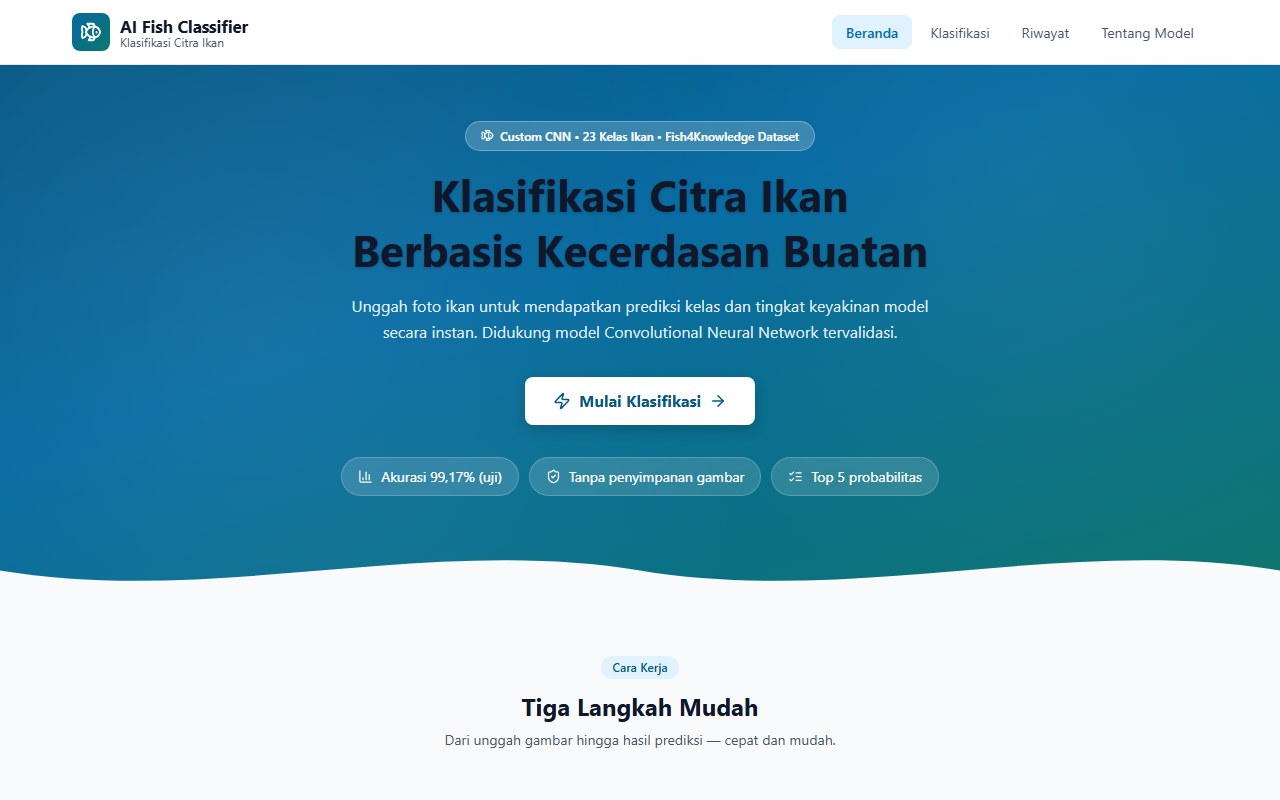 AI Fish Classifier
Klasifikasi Citra Ikan
Beranda
Klasifikasi
Riwayat
Tentang Model
Custom CNN • 23 Kelas Ikan • Fish4Knowledge Dataset
Klasifikasi Citra Ikan
Berbasis Kecerdasan Buatan
Unggah foto ikan untuk mendapatkan prediksi kelas dan tingkat keyakinan model
secara instan. Didukung model Convolutional Neural Network tervalidasi.
Mulai Klasifikasi
Akurasi 99,17% (uji)
Tanpa penyimpanan gambar
Top 5 probabilitas
Cara Kerja
Tiga Langkah Mudah
Dari unggah gambar hingga hasil prediksi — cepat dan mudah.